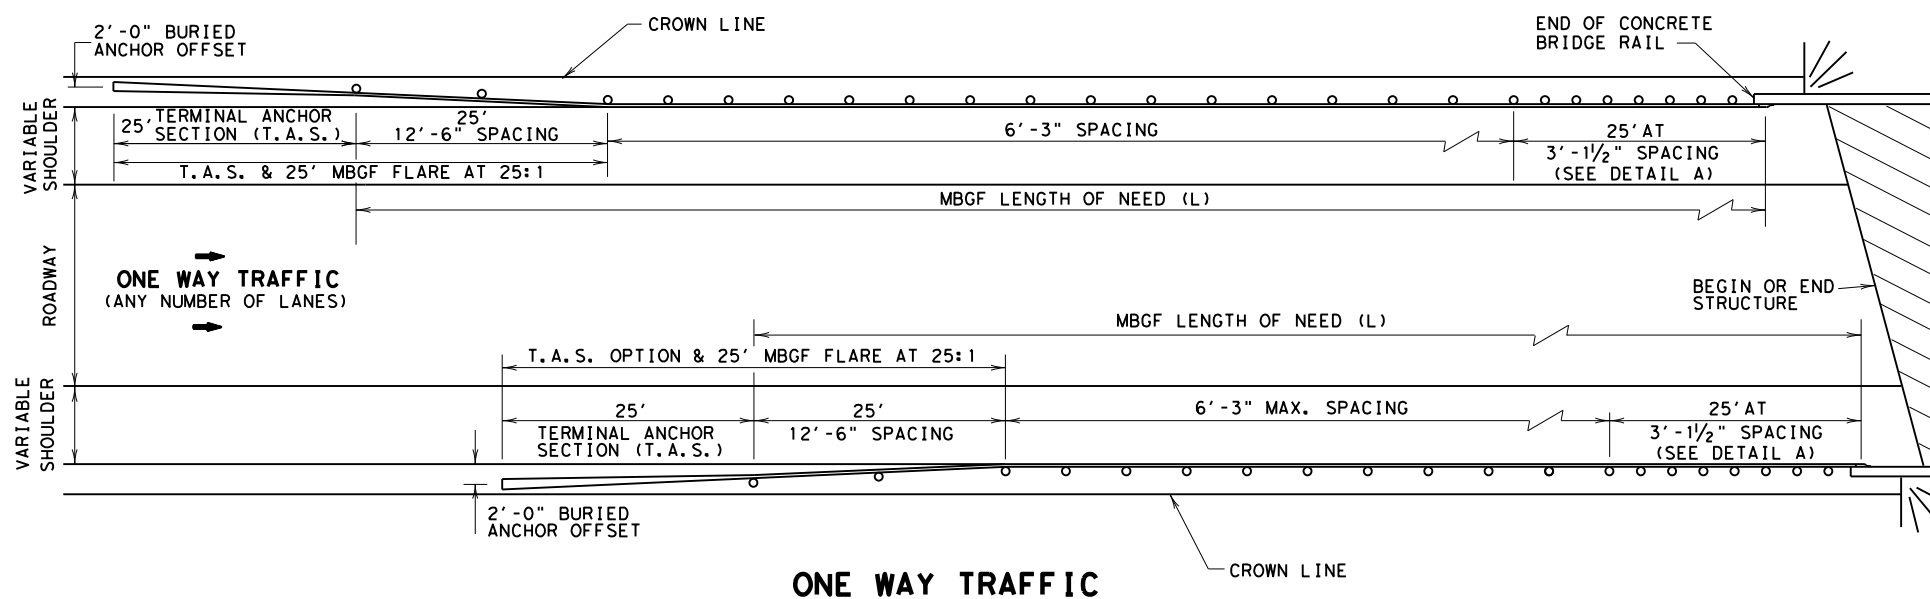 2'-0" BURIED
ANCHOR OFFSET
CROWN LINE
END OF CONCRETE
BRIDGE RAIL
VARIABLE
SHOULDER
25'
TERMINAL ANCHOR
SECTION (T.A.S.)
25'
12'-6" SPACING
6'-3" SPACING
25'AT
3'-1½" SPACING
(SEE DETAIL A)
T.A.S. & 25' MBGF FLARE AT 25:1
MBGF LENGTH OF NEED (L)
ROADWAY
ONE WAY TRAFFIC
(ANY NUMBER OF LANES)
BEGIN OR END
STRUCTURE
MBGF LENGTH OF NEED (L)
T.A.S. OPTION & 25' MBGF FLARE AT 25:1
VARIABLE
SHOULDER
25'
TERMINAL ANCHOR
SECTION (T.A.S.)
25'
12'-6" SPACING
6'-3" MAX. SPACING
25'AT
3'-1½" SPACING
(SEE DETAIL A)
2'-0" BURIED
ANCHOR OFFSET
CROWN LINE
ONE WAY TRAFFIC